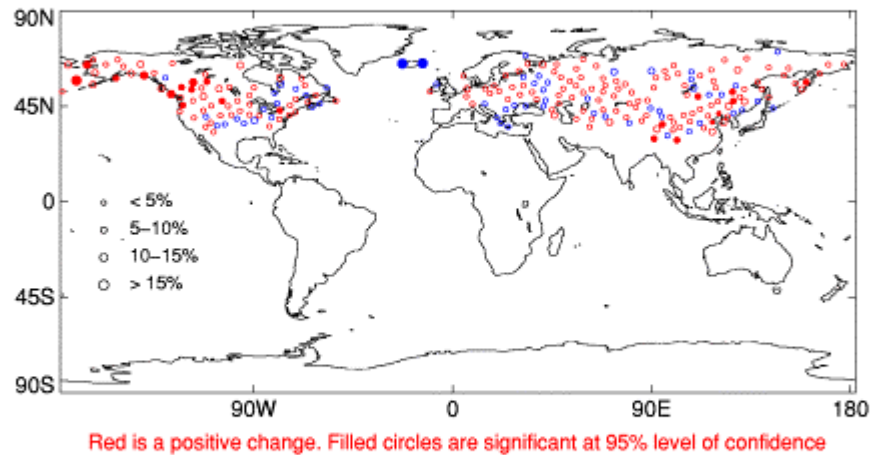 90N
45N
0
45S
90S
< 5%
5–10%
10–15%
> 15%
90W 0 90E 180
Red is a positive change. Filled circles are significant at 95% level of confidence